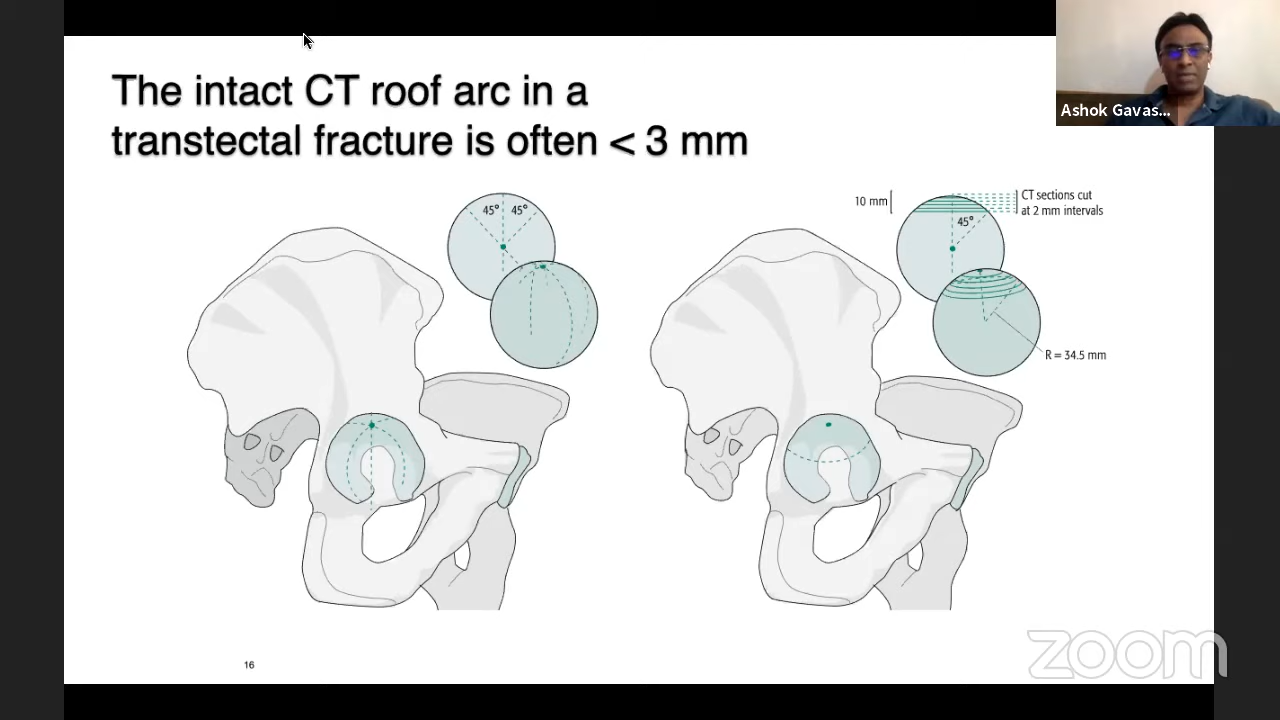 The intact CT roof arc in a
transtectal fracture is often < 3 mm
Ashok Gavas...
45° 45°
10 mm
CT sections cut
at 2 mm intervals
45°
R = 34.5 mm
16
zoom